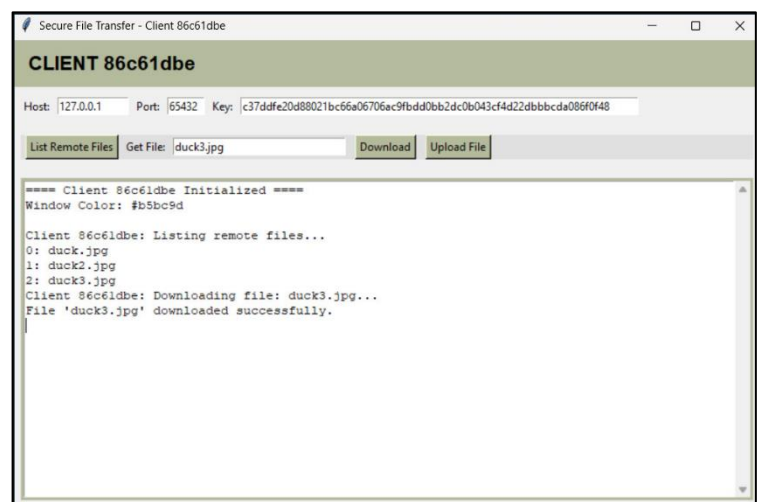 Secure File Transfer - Client 86c61dbe
CLIENT 86c61dbe
Host: 127.0.0.1 Port: 65432 Key: c37ddfe20d88021bc66a06706ac9fbdd0bb2dc0b043cf4d22dbbbcda086f0f48
List Remote Files Get File: duck3.jpg Download Upload File
==== Client 86c61dbe Initialized ====
Window Color: #b5bc9d
Client 86c61dbe: Listing remote files...
0: duck.jpg
1: duck2.jpg
2: duck3.jpg
Client 86c61dbe: Downloading file: duck3.jpg...
File 'duck3.jpg' downloaded successfully.